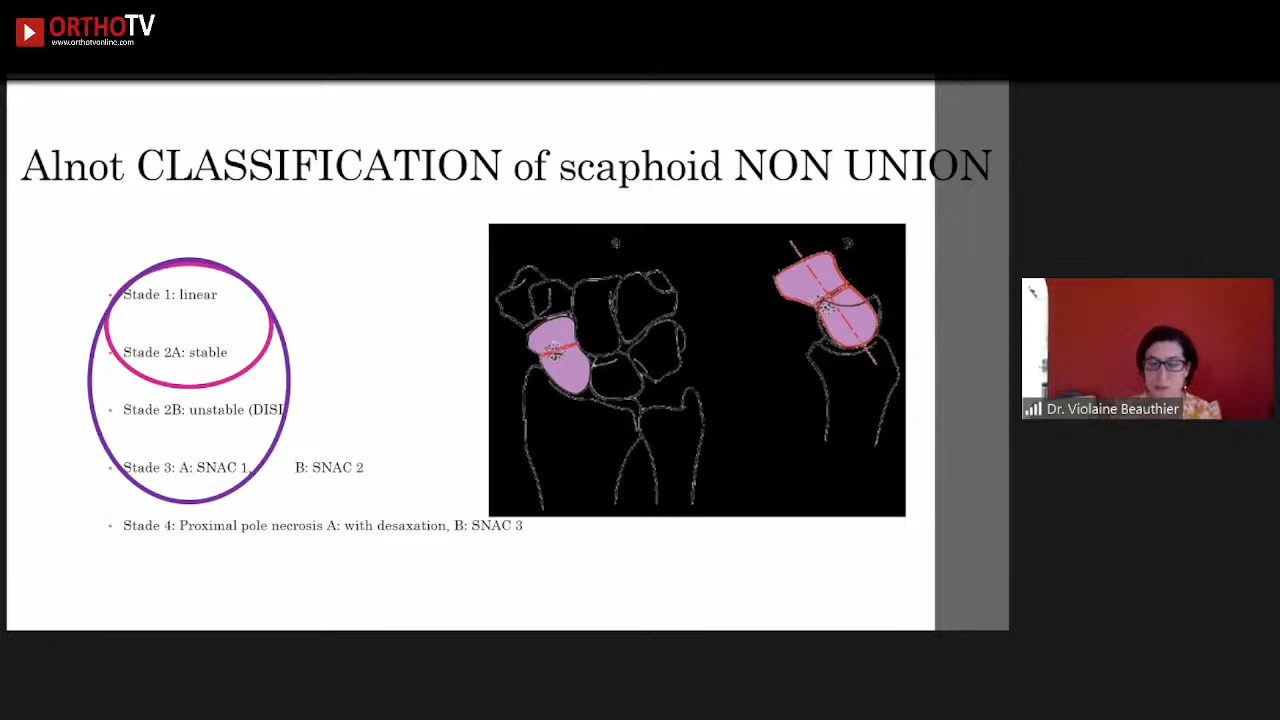 ORTHOTV
www.orthotvonline.com
Alnot CLASSIFICATION of scaphoid NON UNION
Stade 1: linear
Stade 2A: stable
Stade 2B: unstable (DISI
Stade 3: A: SNAC 1, B: SNAC 2
Stade 4: Proximal pole necrosis A: with desaxation, B: SNAC 3
Dr. Violaine Beauthier